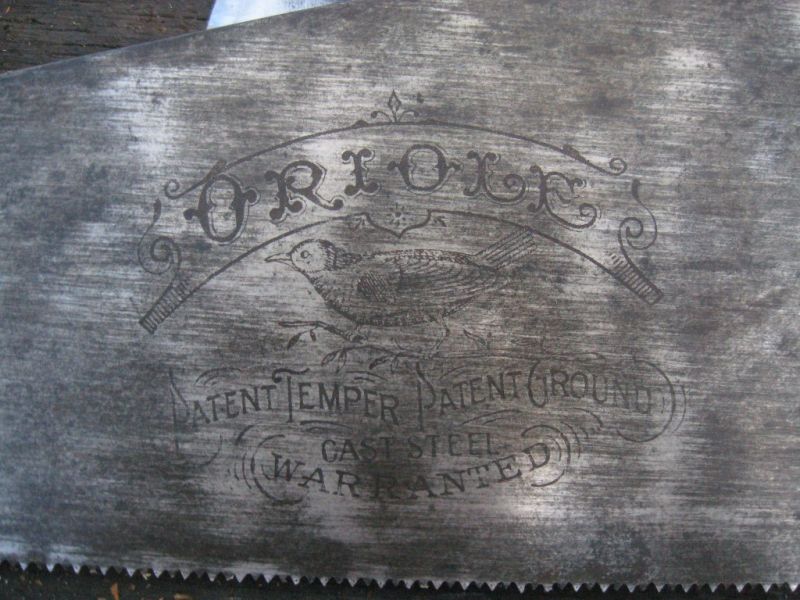 ORIOLE
PATENT TEMPER PATENT GROUND
CAST STEEL
WARRANTED